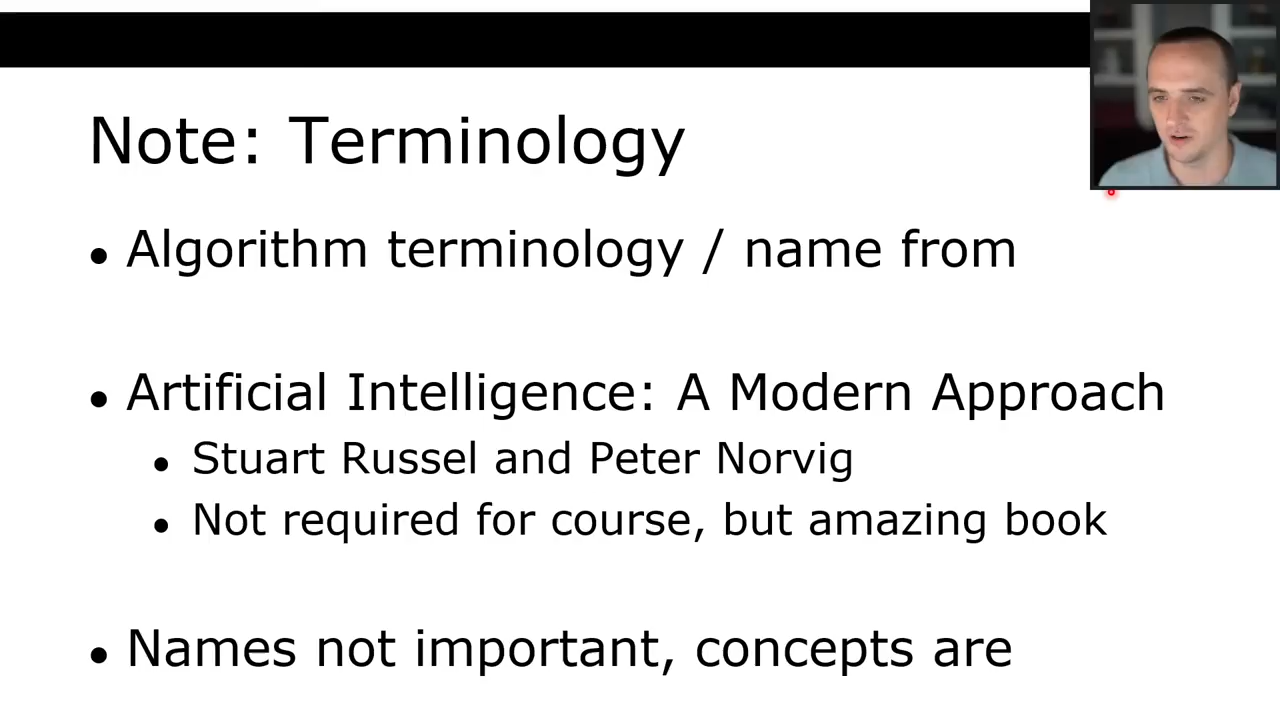 Note: Terminology
● Algorithm terminology / name from
● Artificial Intelligence: A Modern Approach
● Stuart Russel and Peter Norvig
● Not required for course, but amazing book
● Names not important, concepts are